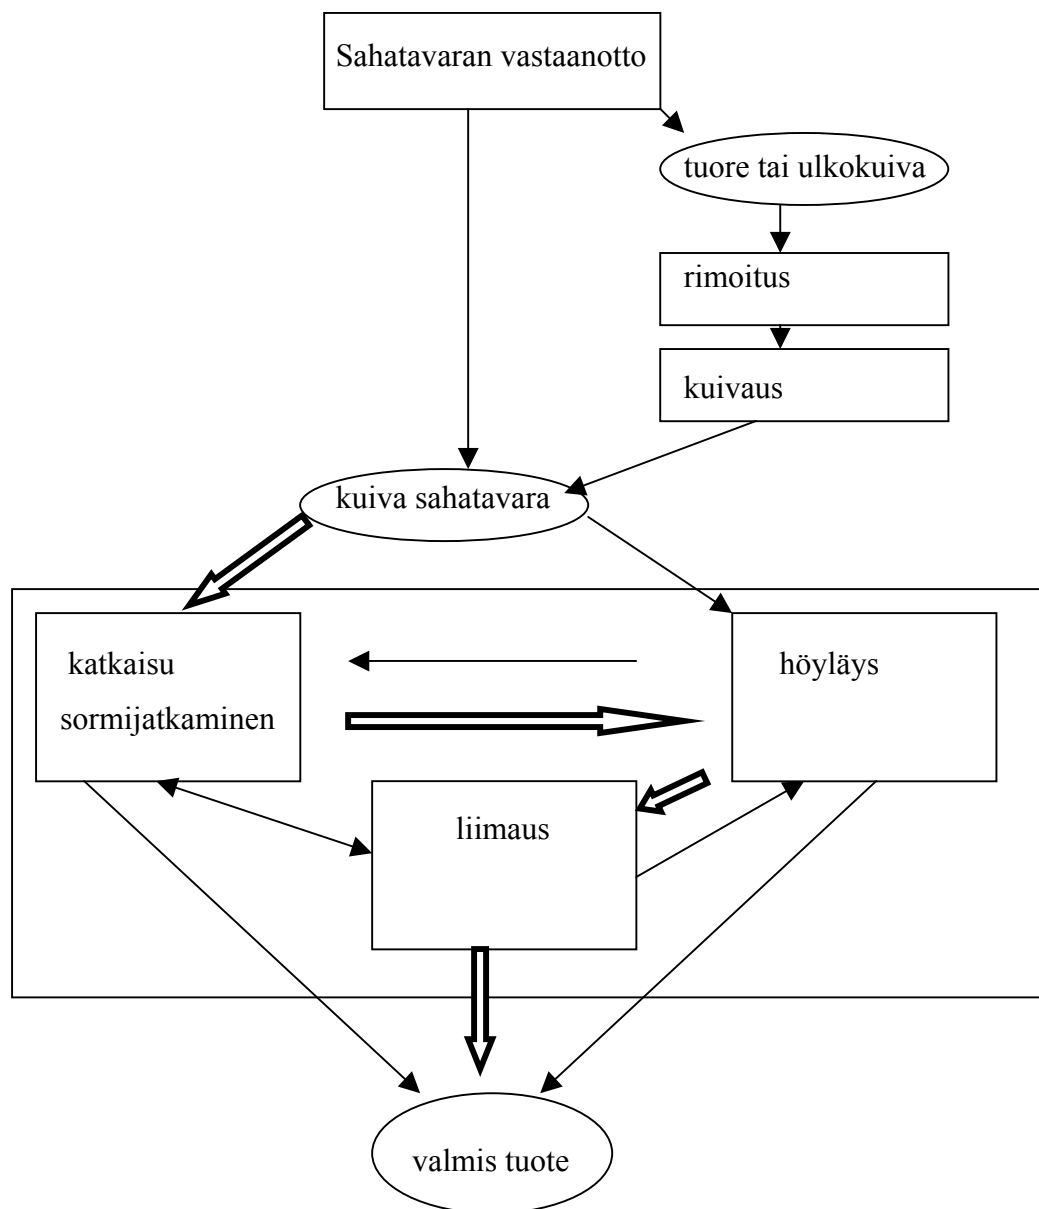 Sahatavaran vastaanotto
tuore tai ulkokuiva
rimoitus
kuivaus
kuiva sahatavara
katkaisu
sormijatkaminen
höyläys
liimaus
valmis tuote